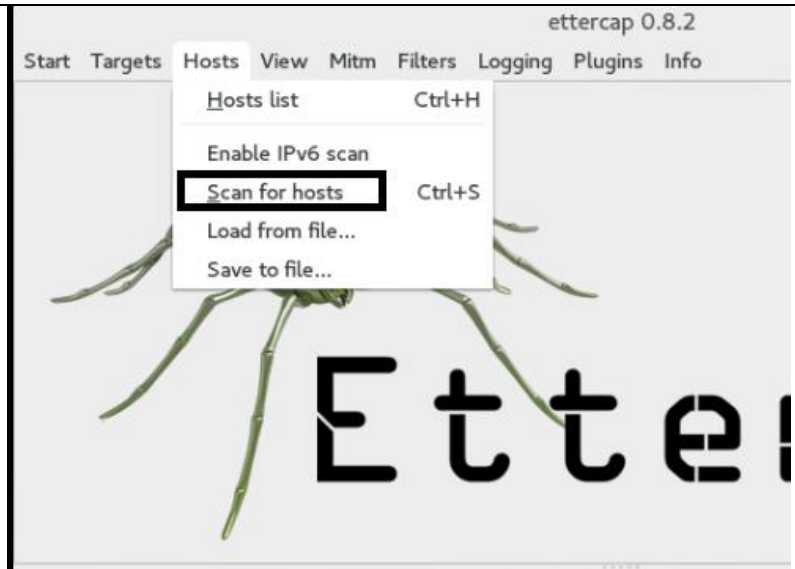 ettercap 0.8.2
Start Targets Hosts View Mitm Filters Logging Plugins Info
Hosts list Ctrl+H
Enable IPv6 scan
Scan for hosts Ctrl+S
Load from file...
Save to file...
Ette